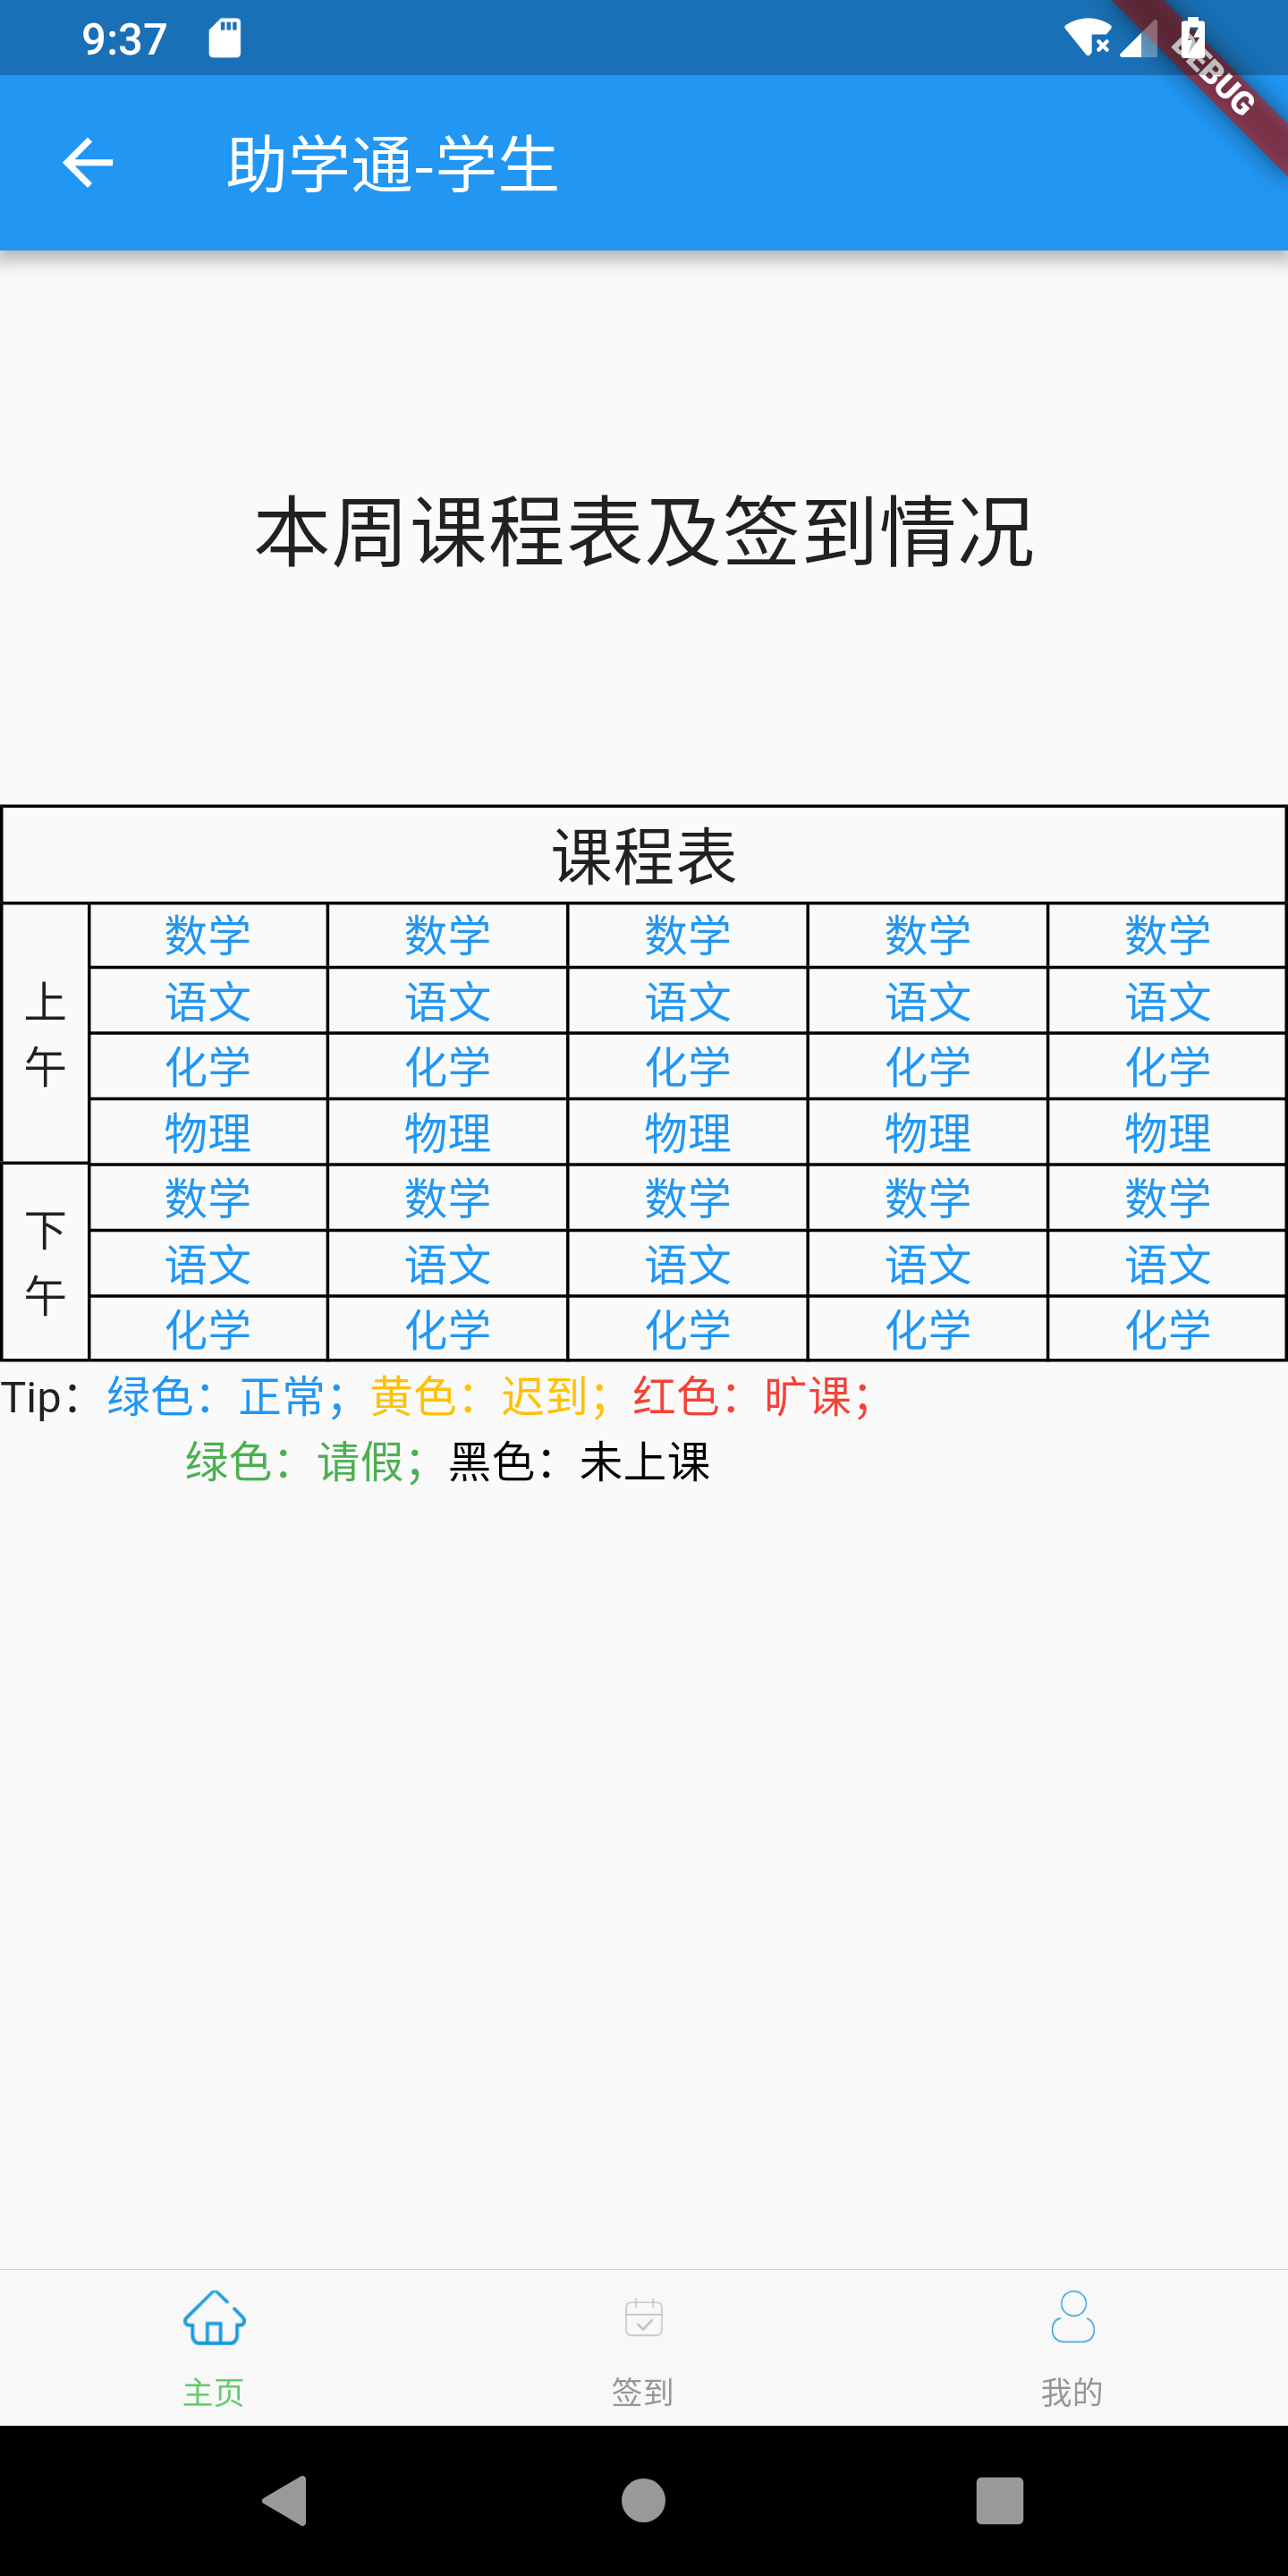 9:37
DEBUG
助学通-学生
本周课程表及签到情况
课程表
上午
数学 数学 数学 数学 数学
语文 语文 语文 语文 语文
化学 化学 化学 化学 化学
物理 物理 物理 物理 物理
下午
数学 数学 数学 数学 数学
语文 语文 语文 语文 语文
化学 化学 化学 化学 化学
Tip：绿色：正常；黄色：迟到；红色：旷课；
绿色：请假；黑色：未上课
主页 签到 我的